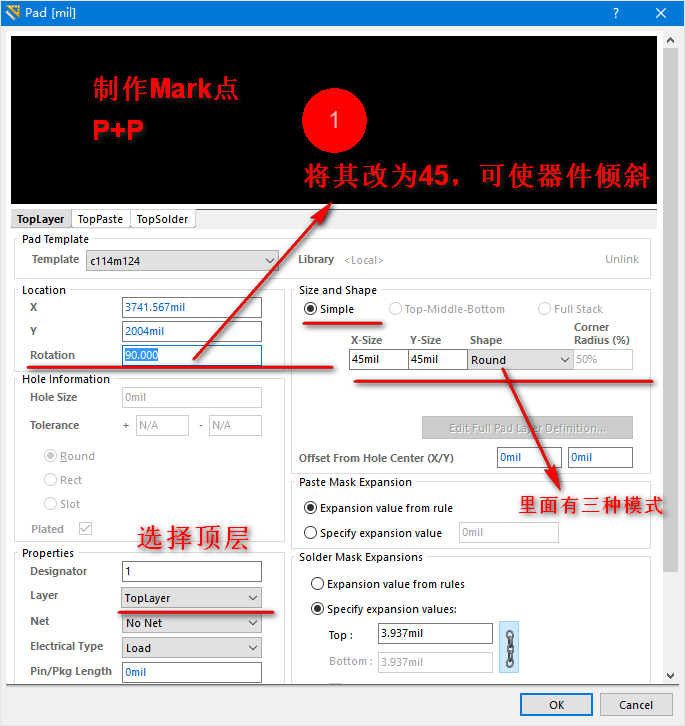 Pad [mil]
制作Mark点
P+P
1
将其改为45，可使器件倾斜
TopLayer TopPaste TopSolder
Pad Template
Template c114m124 Library <Local> Unlink
Location
X 3741.567mil
Y 2004mil
Rotation 90.000
Size and Shape
Simple Top-Middle-Bottom Full Stack
X-Size Y-Size Shape Corner Radius (%)
45mil 45mil Round 50%
Edit Full Pad Layer Definition...
Offset From Hole Center (X/Y) 0mil 0mil
Hole Information
Hole Size 0mil
Tolerance + N/A - N/A
Round
Rect
Slot
Plated
里面有三种模式
Paste Mask Expansion
Expansion value from rule
Specify expansion value 0mil
选择顶层
Properties
Designator 1
Layer TopLayer
Net No Net
Electrical Type Load
Pin/Pkg Length 0mil
Solder Mask Expansions
Expansion value from rules
Specify expansion values:
Top : 3.937mil
Bottom : 3.937mil
OK Cancel